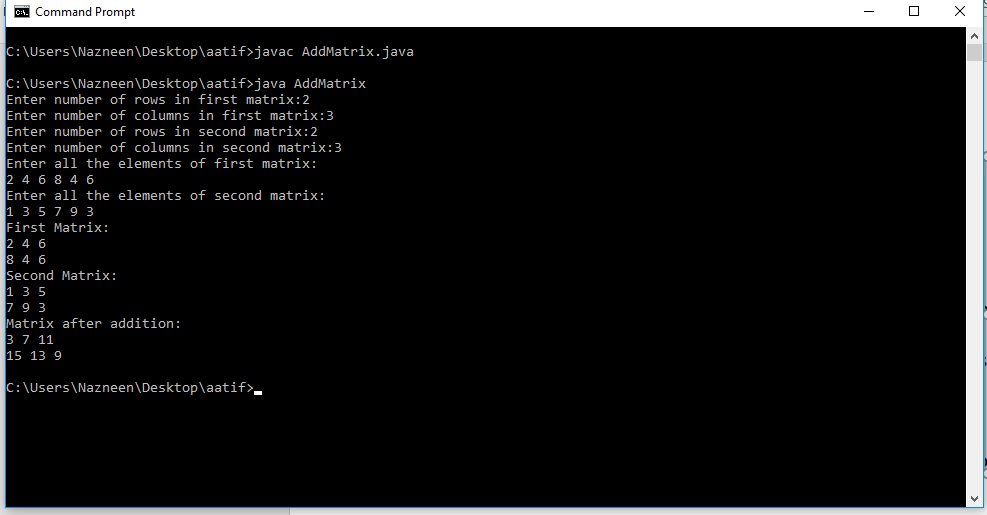 Command Prompt
C:\Users\Nazneen\Desktop\aatif>javac AddMatrix.java
C:\Users\Nazneen\Desktop\aatif>java AddMatrix
Enter number of rows in first matrix:2
Enter number of columns in first matrix:3
Enter number of rows in second matrix:2
Enter number of columns in second matrix:3
Enter all the elements of first matrix:
2 4 6 8 4 6
Enter all the elements of second matrix:
1 3 5 7 9 3
First Matrix:
2 4 6
8 4 6
Second Matrix:
1 3 5
7 9 3
Matrix after addition:
3 7 11
15 13 9
C:\Users\Nazneen\Desktop\aatif>